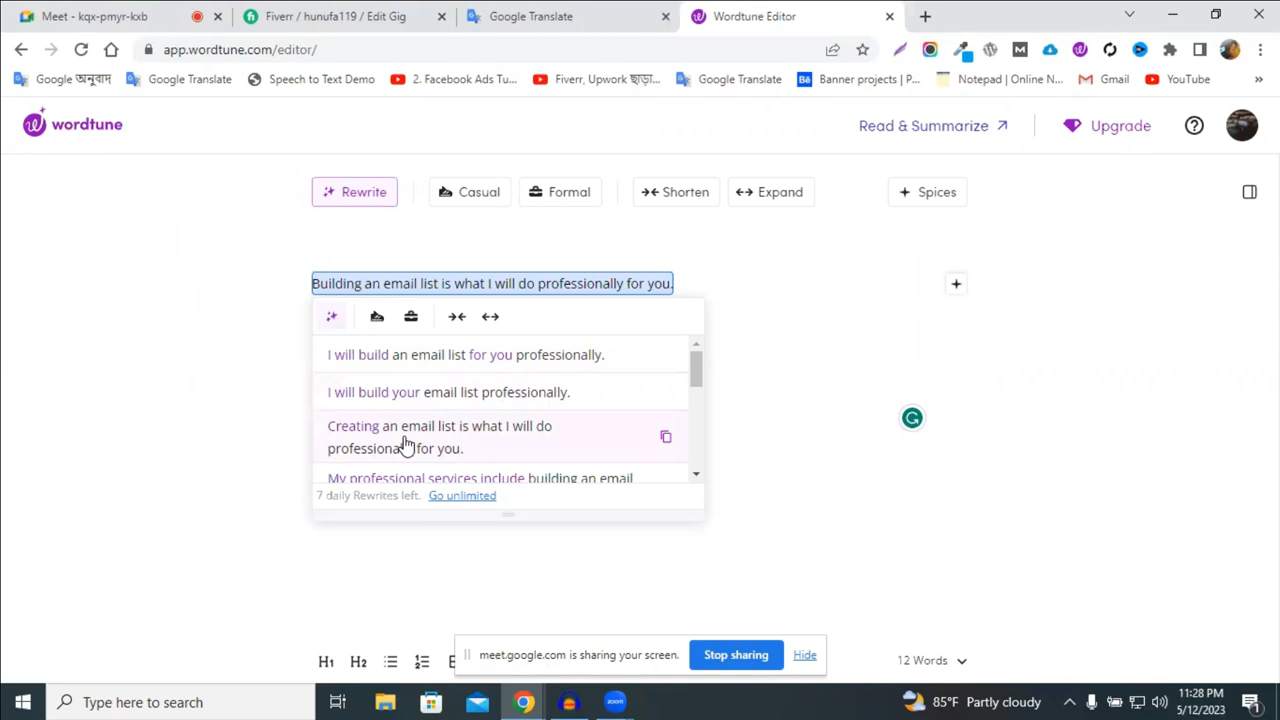 Meet - kqx-pmyr-kxb
Fiverr / hunufa119 / Edit Gig
Google Translate
Wordtune Editor
app.wordtune.com/editor/
Google অনুবাদ
Google Translate
Speech to Text Demo
2. Facebook Ads Tu...
Fiverr, Upwork ছাড়া...
Google Translate
Banner projects | P...
Notepad | Online N...
Gmail
YouTube
wordtune
Read & Summarize
Upgrade
Rewrite
Casual
Formal
Shorten
Expand
Spices
Building an email list is what I will do professionally for you.
I will build an email list for you professionally.
I will build your email list professionally.
Creating an email list is what I will do
professionally for you.
My professional services include building an email
7 daily Rewrites left. Go unlimited
H1 H2
meet.google.com is sharing your screen. Stop sharing Hide
12 Words
Type here to search
zoom
85°F Partly cloudy
11:28 PM
5/12/2023